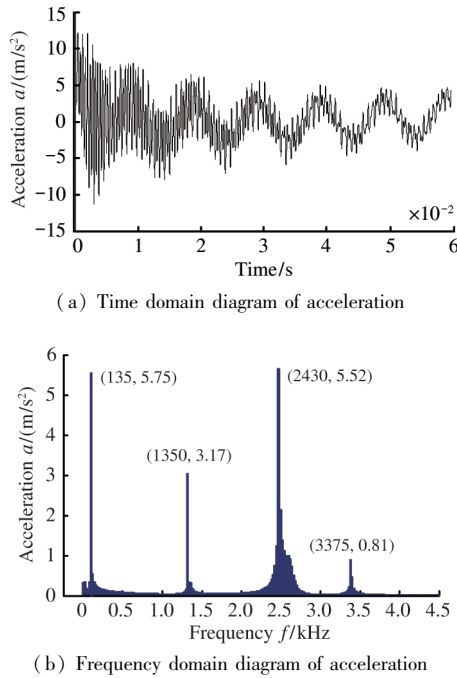 15
10
5
0
−5
−10
−15
Acceleration a/(m/s²)
×10⁻²
0 1 2 3 4 5 6
Time/s
( a ) Time domain diagram of acceleration
6
5
4
3
2
1
0
Acceleration a/(m/s²)
(135, 5.75)
(2430, 5.52)
(1350, 3.17)
(3375, 0.81)
0 0.5 1.0 1.5 2.0 2.5 3.0 3.5 4.0 4.5
Frequency f/kHz
( b ) Frequency domain diagram of acceleration